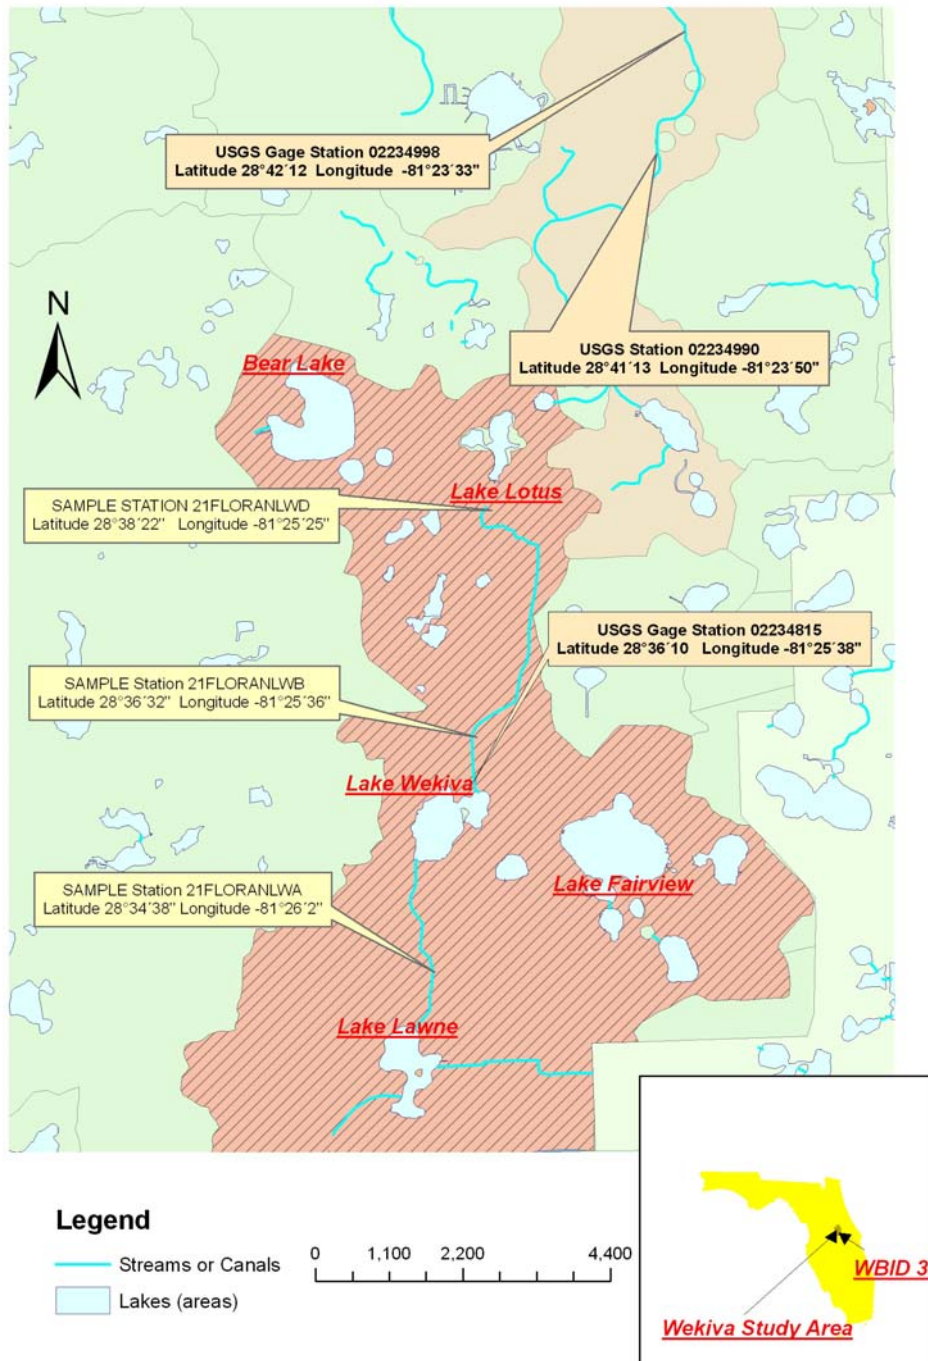 USGS Gage Station 02234998
Latitude 28°42´12  Longitude  -81°23´33"
N
USGS Station 02234990
Latitude 28°41´13  Longitude -81°23´50"
Bear Lake
Lake Lotus
SAMPLE STATION 21FLORANLWD
Latitude 28°38´22"  Longitude -81°25´25"
USGS Gage Station 02234815
Latitude 28°36´10  Longitude -81°25´38"
SAMPLE Station 21FLORANLWB
Latitude 28°36´32"  Longitude -81°25´36"
Lake Wekiva
Lake Fairview
SAMPLE Station 21FLORANLWA
Latitude 28°34´38" Longitude -81°26´2"
Lake Lawne
Legend
Streams or Canals
Lakes (areas)
0 1,100 2,200 4,400
WBID 3
Wekiva Study Area